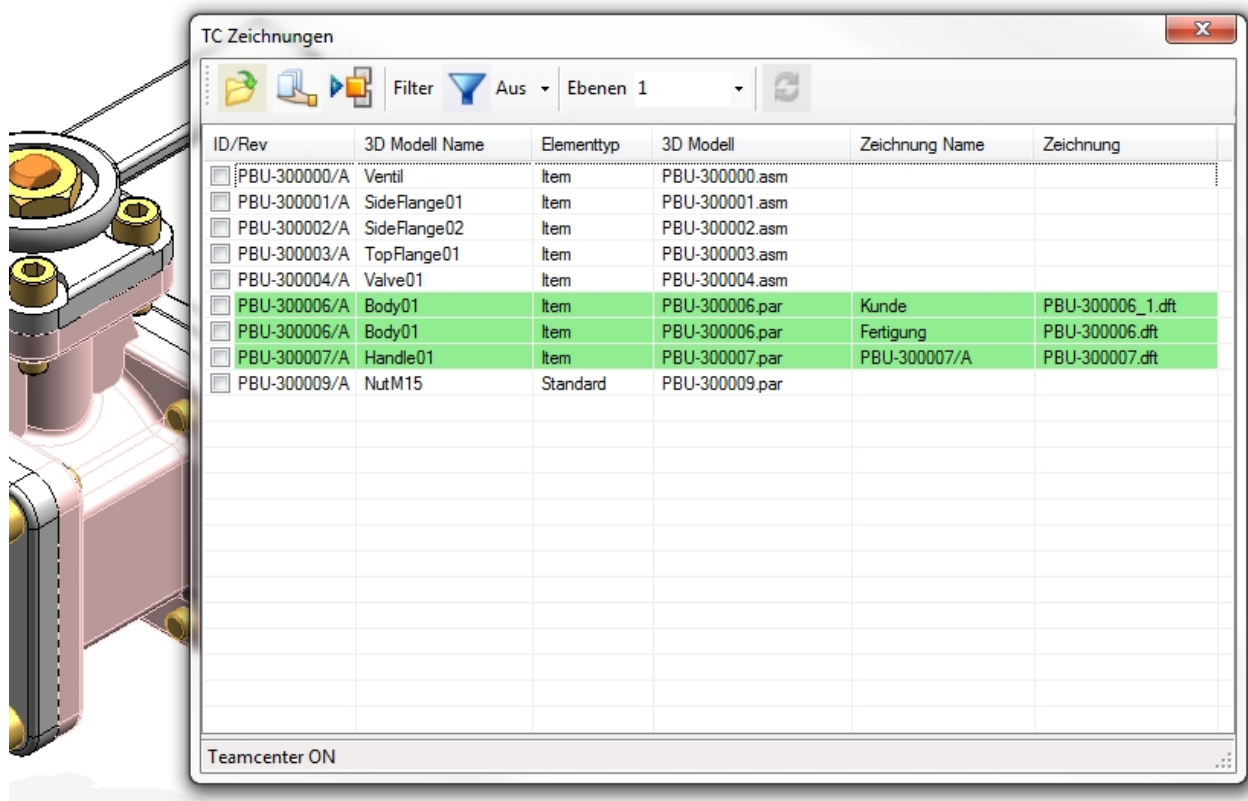 TC Zeichnungen
Filter Aus Ebenen 1
ID/Rev 3D Modell Name Elementtyp 3D Modell Zeichnung Name Zeichnung
PBU-300000/A Ventil Item PBU-300000.asm
PBU-300001/A SideFlange01 Item PBU-300001.asm
PBU-300002/A SideFlange02 Item PBU-300002.asm
PBU-300003/A TopFlange01 Item PBU-300003.asm
PBU-300004/A Valve01 Item PBU-300004.asm
PBU-300006/A Body01 Item PBU-300006.par Kunde PBU-300006_1.dft
PBU-300006/A Body01 Item PBU-300006.par Fertigung PBU-300006.dft
PBU-300007/A Handle01 Item PBU-300007.par PBU-300007/A PBU-300007.dft
PBU-300009/A NutM15 Standard PBU-300009.par
Teamcenter ON